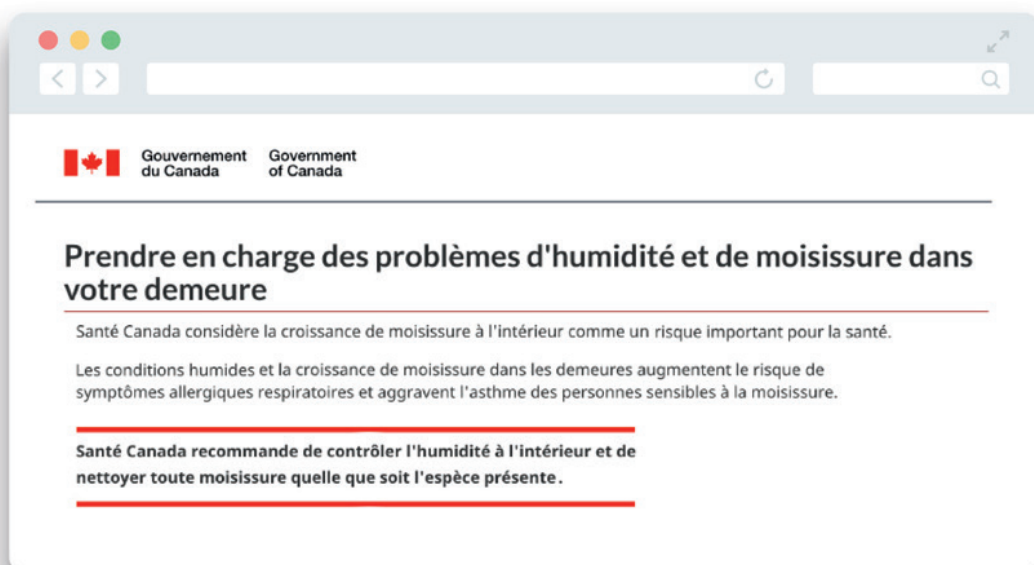 Gouvernement du Canada
Government of Canada
Prendre en charge des problèmes d'humidité et de moisissure dans
votre demeure
Santé Canada considère la croissance de moisissure à l'intérieur comme un risque important pour la santé.
Les conditions humides et la croissance de moisissure dans les demeures augmentent le risque de
symptômes allergiques respiratoires et aggravent l'asthme des personnes sensibles à la moisissure.
Santé Canada recommande de contrôler l'humidité à l'intérieur et de
nettoyer toute moisissure quelle que soit l'espèce présente.